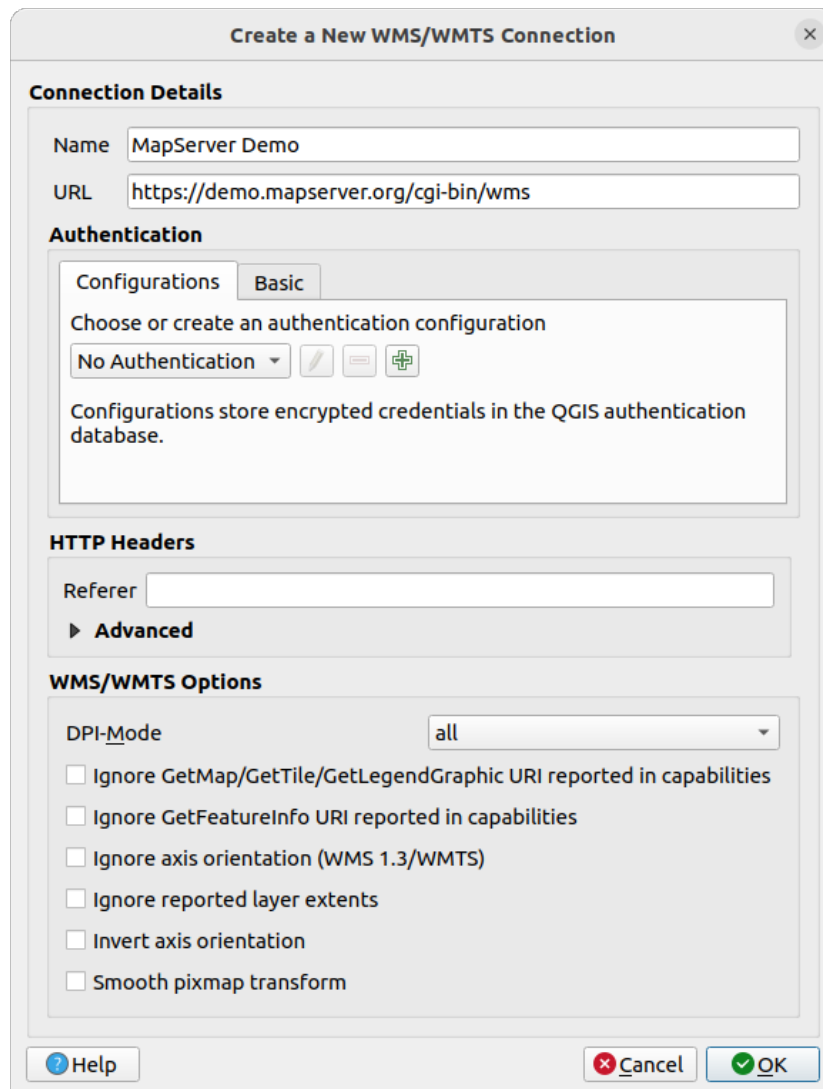 Create a New WMS/WMTS Connection
Connection Details
Name MapServer Demo
URL https://demo.mapserver.org/cgi-bin/wms
Authentication
Configurations Basic
Choose or create an authentication configuration
No Authentication
Configurations store encrypted credentials in the QGIS authentication
database.
HTTP Headers
Referer
Advanced
WMS/WMTS Options
DPI-Mode all
Ignore GetMap/GetTile/GetLegendGraphic URI reported in capabilities
Ignore GetFeatureInfo URI reported in capabilities
Ignore axis orientation (WMS 1.3/WMTS)
Ignore reported layer extents
Invert axis orientation
Smooth pixmap transform
Help Cancel OK